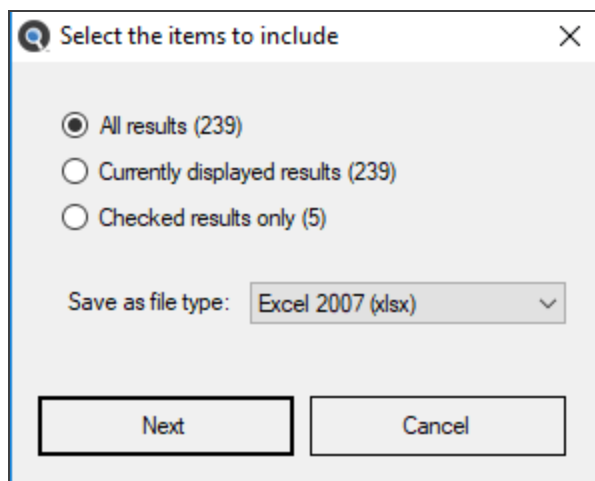 Select the items to include
All results (239)
Currently displayed results (239)
Checked results only (5)
Save as file type: Excel 2007 (xlsx)
Next Cancel